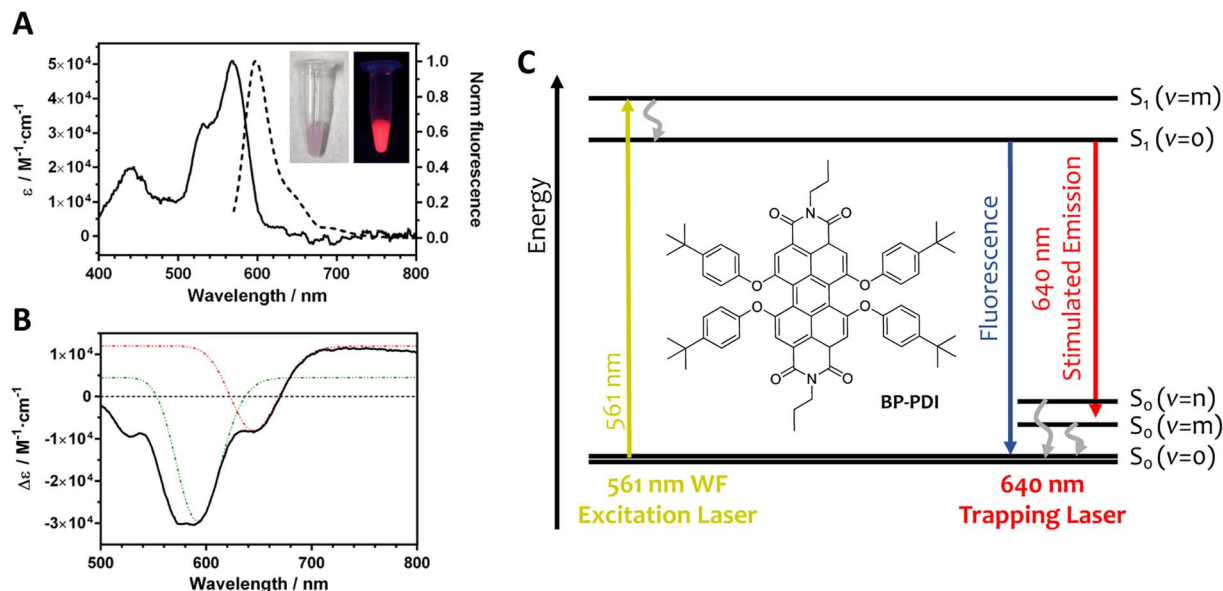 A
5×10⁴
4×10⁴
3×10⁴
2×10⁴
1×10⁴
0
ε / M⁻¹·cm⁻¹
1.0
0.8
0.6
0.4
0.2
0.0
Norm fluorescence
400 500 600 700 800
Wavelength / nm
B
1×10⁴
0
-1×10⁴
-2×10⁴
-3×10⁴
Δε / M⁻¹·cm⁻¹
500 600 700 800
Wavelength / nm
C
Energy
S₁ (v=m)
S₁ (v=0)
S₀ (v=n)
S₀ (v=m)
S₀ (v=0)
561 nm
Fluorescence
640 nm
Stimulated Emission
O N O
O O
O O
O N O
BP-PDI
561 nm WF
Excitation Laser
640 nm
Trapping Laser